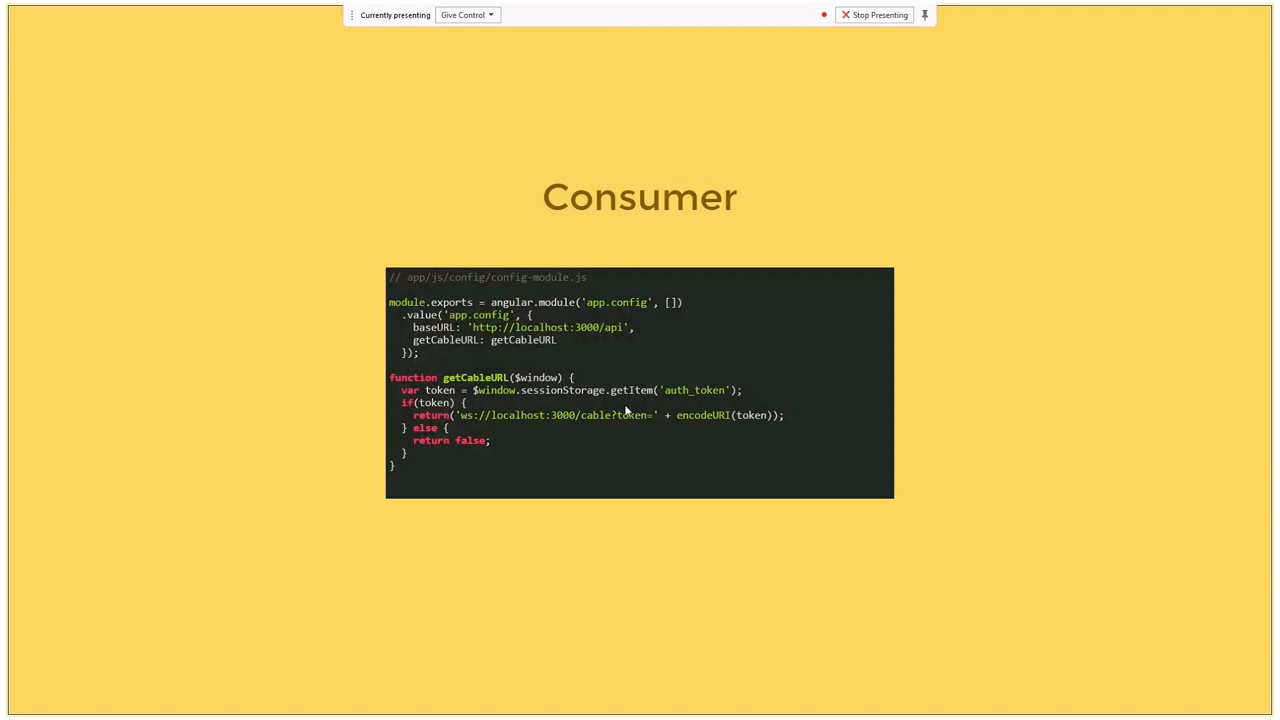 Currently presenting Give Control Stop Presenting
Consumer
// app/js/config/config-module.js
module.exports = angular.module('app.config', [])
  .value('app.config', {
    baseURL: 'http://localhost:3000/api',
    getCableURL: getCableURL
  });
function getCableURL($window) {
  var token = $window.sessionStorage.getItem('auth_token');
  if(token) {
    return('ws://localhost:3000/cable?token=' + encodeURI(token));
  } else {
    return false;
  }
}